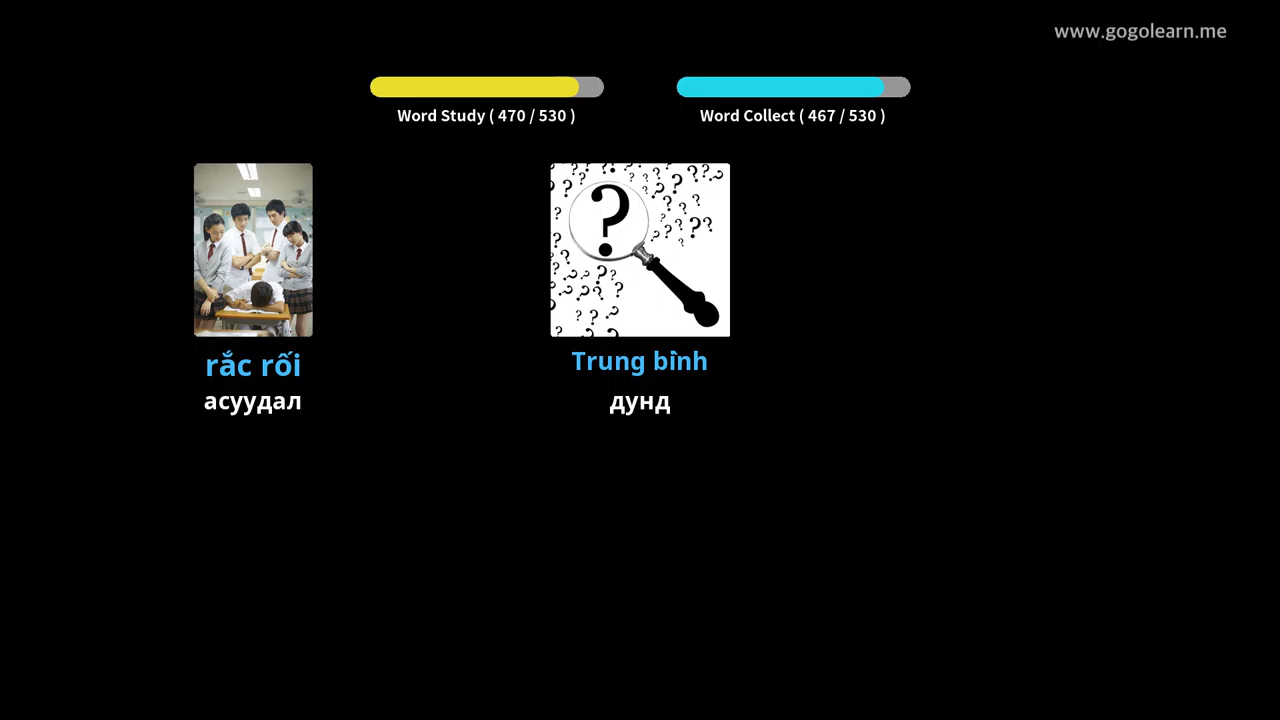 www.gogolearn.me
Word Study ( 470 / 530 )
Word Collect ( 467 / 530 )
rắc rối
асуудал
Trung bình
дунд